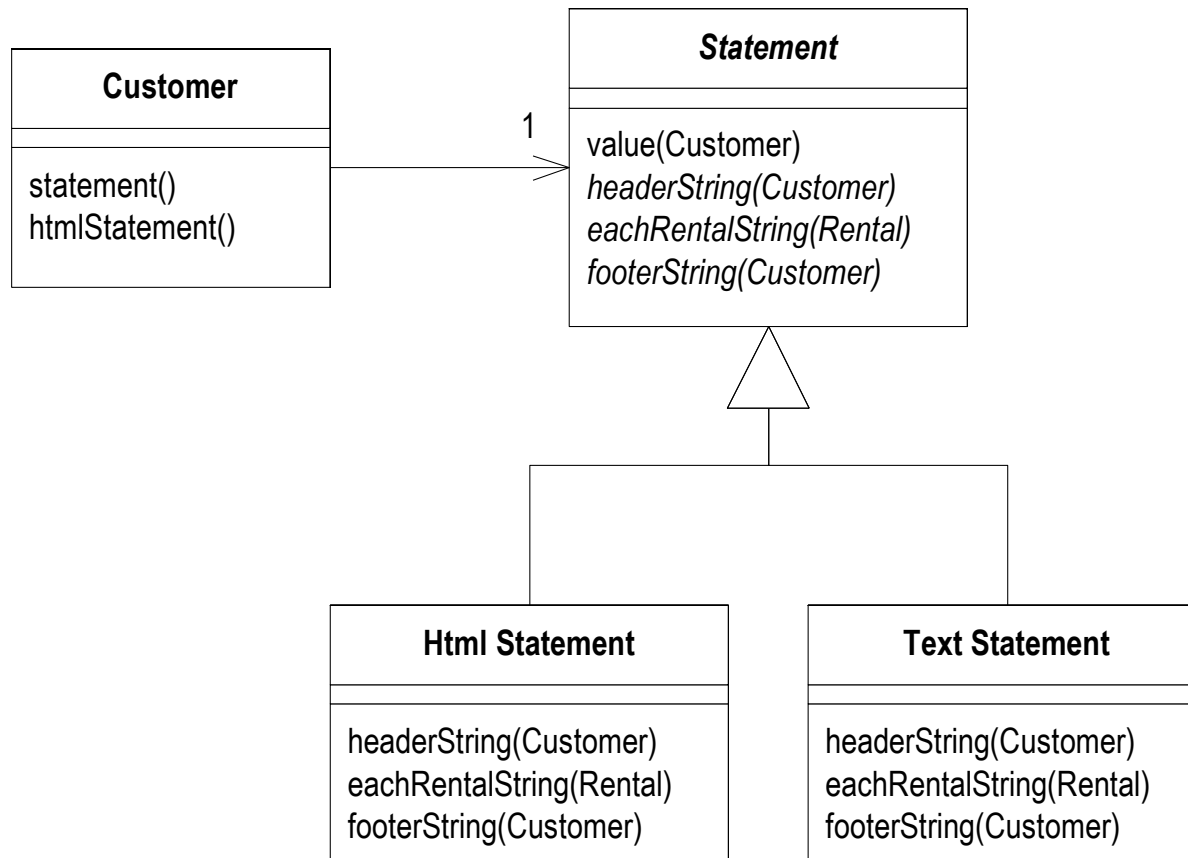 Customer
statement()
htmlStatement()
1
Statement
value(Customer)
headerString(Customer)
eachRentalString(Rental)
footerString(Customer)
Html Statement
headerString(Customer)
eachRentalString(Rental)
footerString(Customer)
Text Statement
headerString(Customer)
eachRentalString(Rental)
footerString(Customer)